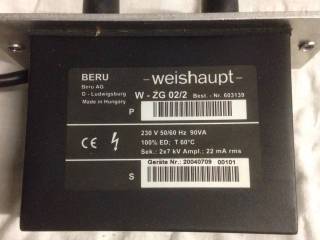 BERU
Beru AG
D - Ludwigsburg
Made in Hungary
-weishaupt-
W - ZG 02/2 Best. - Nr. 603139
P
CE
230 V 50/60 Hz 90VA
100% ED; T 60°C
Sek.: 2x7 kV Ampl.; 22 mA rms
Geräte Nr.: 20040709 00101
S